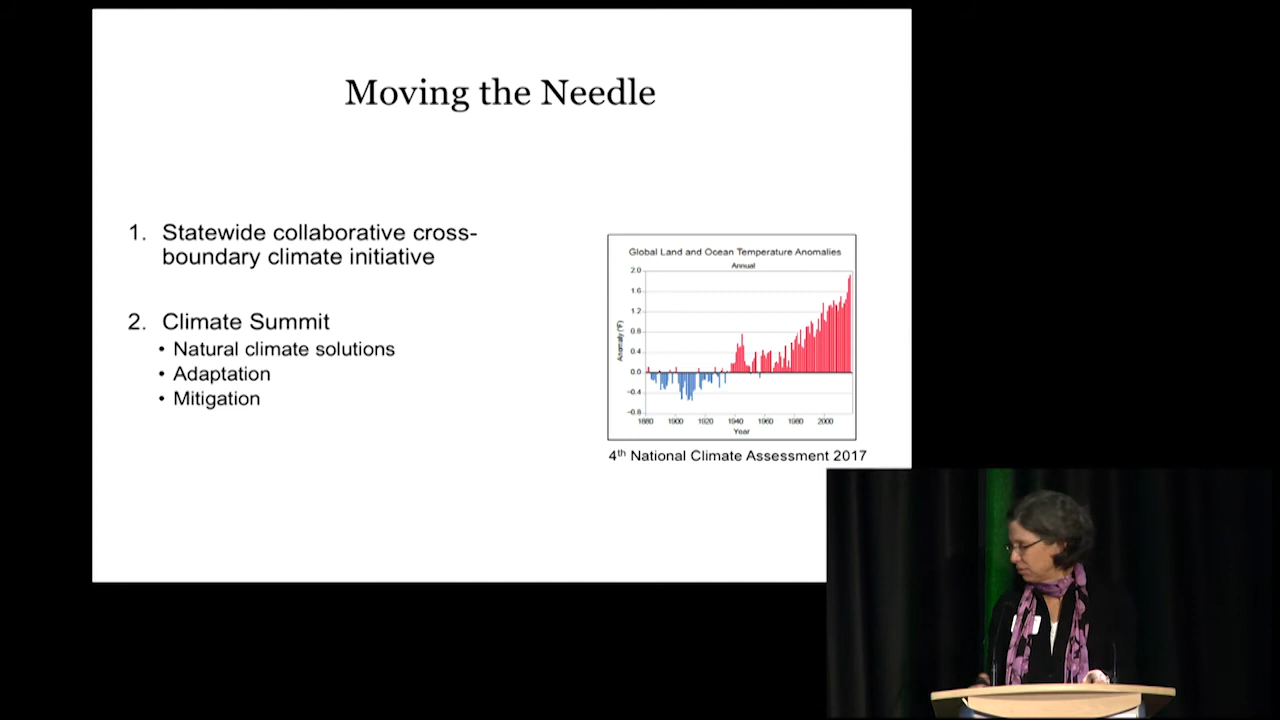 Moving the Needle
1. Statewide collaborative cross-
boundary climate initiative
2. Climate Summit
• Natural climate solutions
• Adaptation
• Mitigation
Global Land and Ocean Temperature Anomalies
Annual
2.0
1.6
1.2
0.8
0.4
0.0
−0.4
−0.8
Anomaly (°F)
1880 1900 1920 1940 1960 1980 2000
Year
4th National Climate Assessment 2017